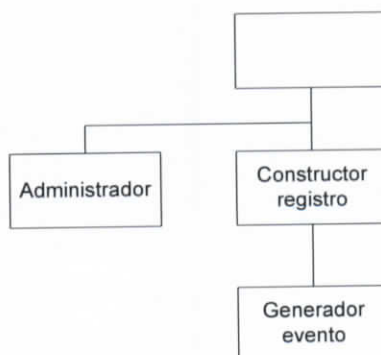 Administrador
Constructor
registro
Generador
evento